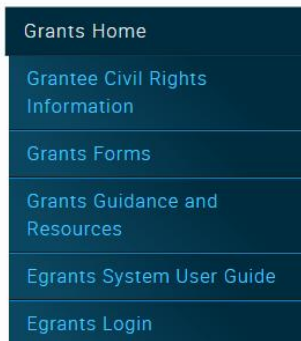 Grants Home
Grantee Civil Rights
Information
Grants Forms
Grants Guidance and
Resources
Egrants System User Guide
Egrants Login